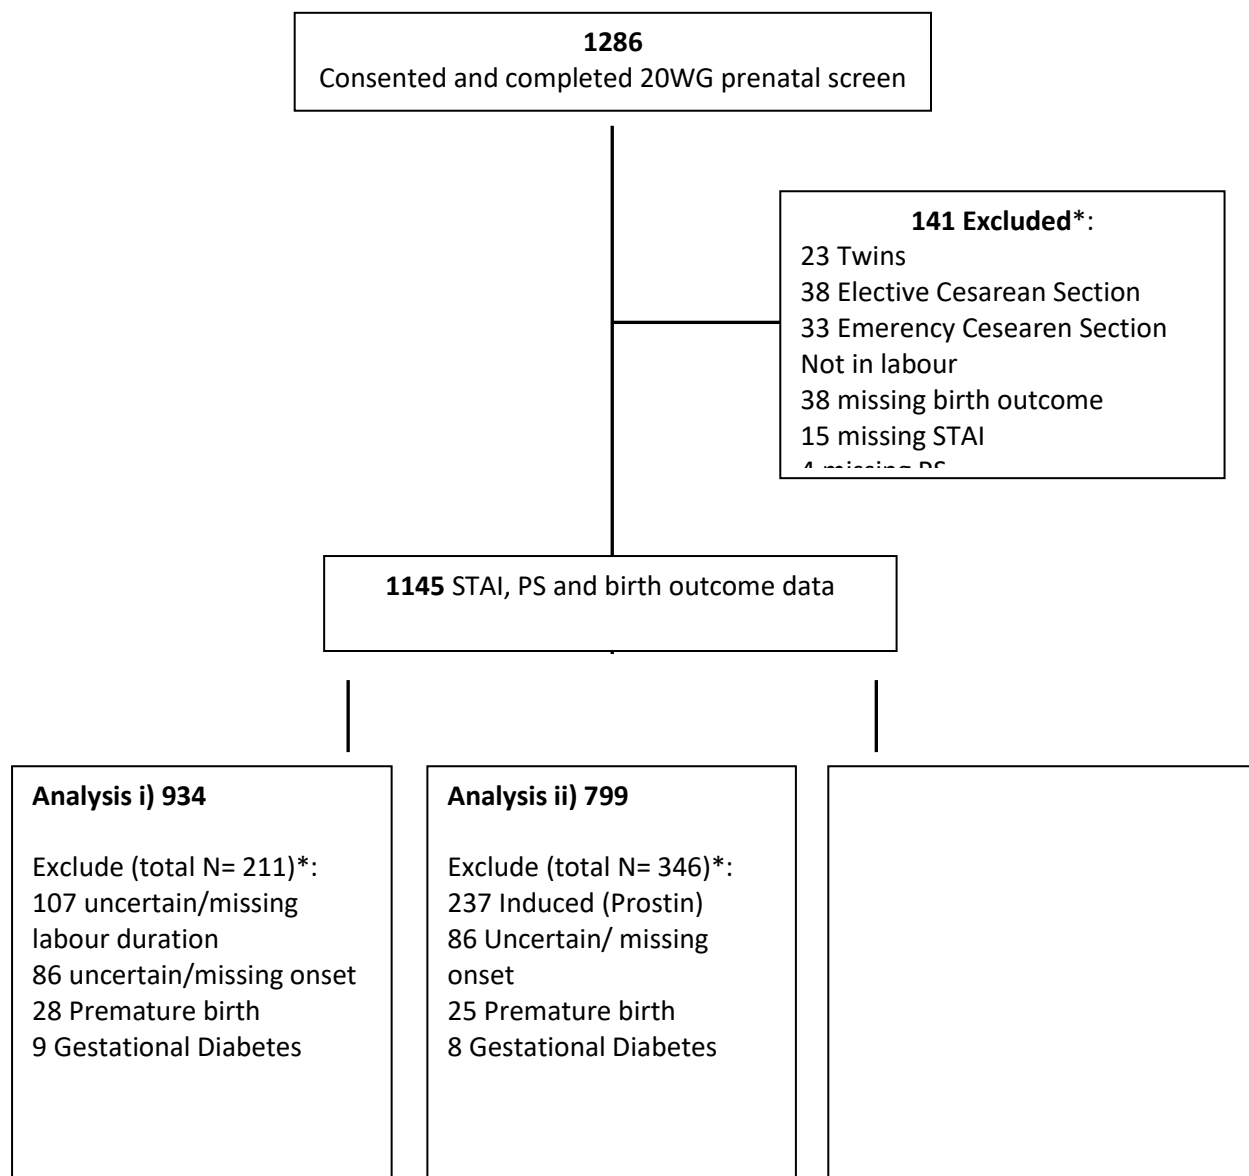 1286
Consented and completed 20WG prenatal screen
141 Excluded*:
23 Twins
38 Elective Cesarean Section
33 Emerency Cesearen Section
Not in labour
38 missing birth outcome
15 missing STAI
4 missing PS
1145 STAI, PS and birth outcome data
Analysis i) 934
Exclude (total N= 211)*:
107 uncertain/missing
labour duration
86 uncertain/missing onset
28 Premature birth
9 Gestational Diabetes
Analysis ii) 799
Exclude (total N= 346)*:
237 Induced (Prostin)
86 Uncertain/ missing
onset
25 Premature birth
8 Gestational Diabetes